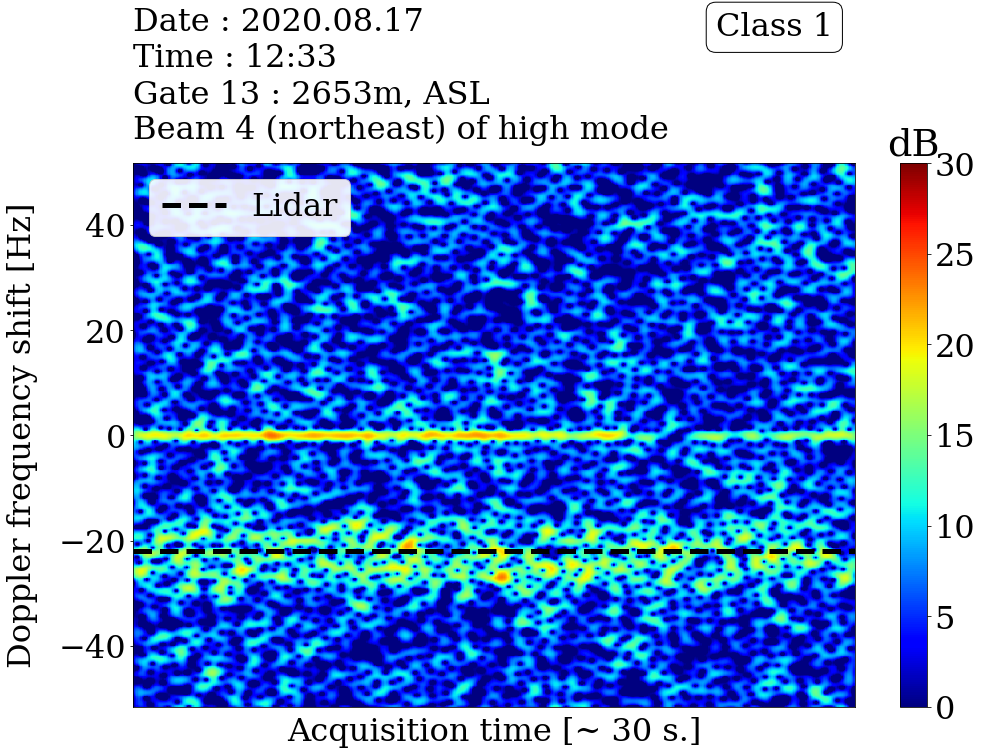 Date : 2020.08.17
Class 1
Time : 12:33
Gate 13 : 2653m, ASL
Beam 4 (northeast) of high mode
dB
Lidar
Doppler frequency shift [Hz]
40
20
0
−20
−40
30
25
20
15
10
5
0
Acquisition time [~ 30 s.]